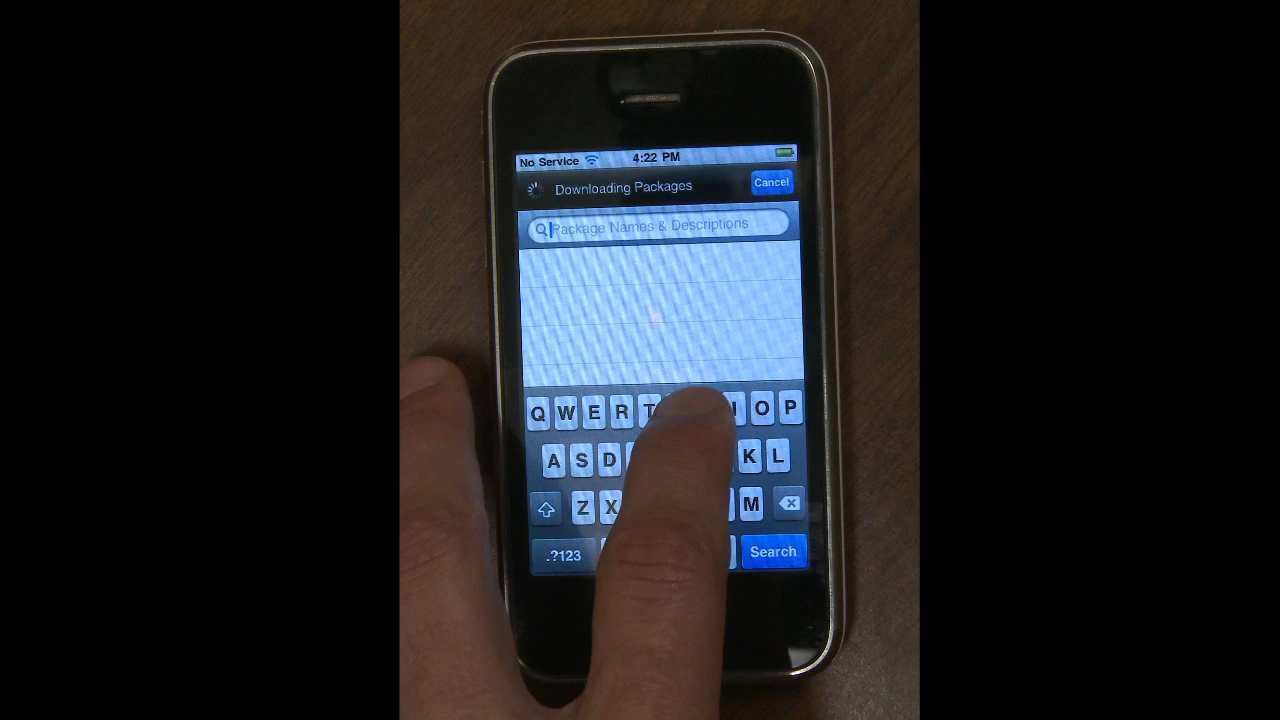 No Service 4:22 PM
Downloading Packages Cancel
Package Names & Descriptions
Q W E R T I O P
A S D K L
Z X M
.?123 Search